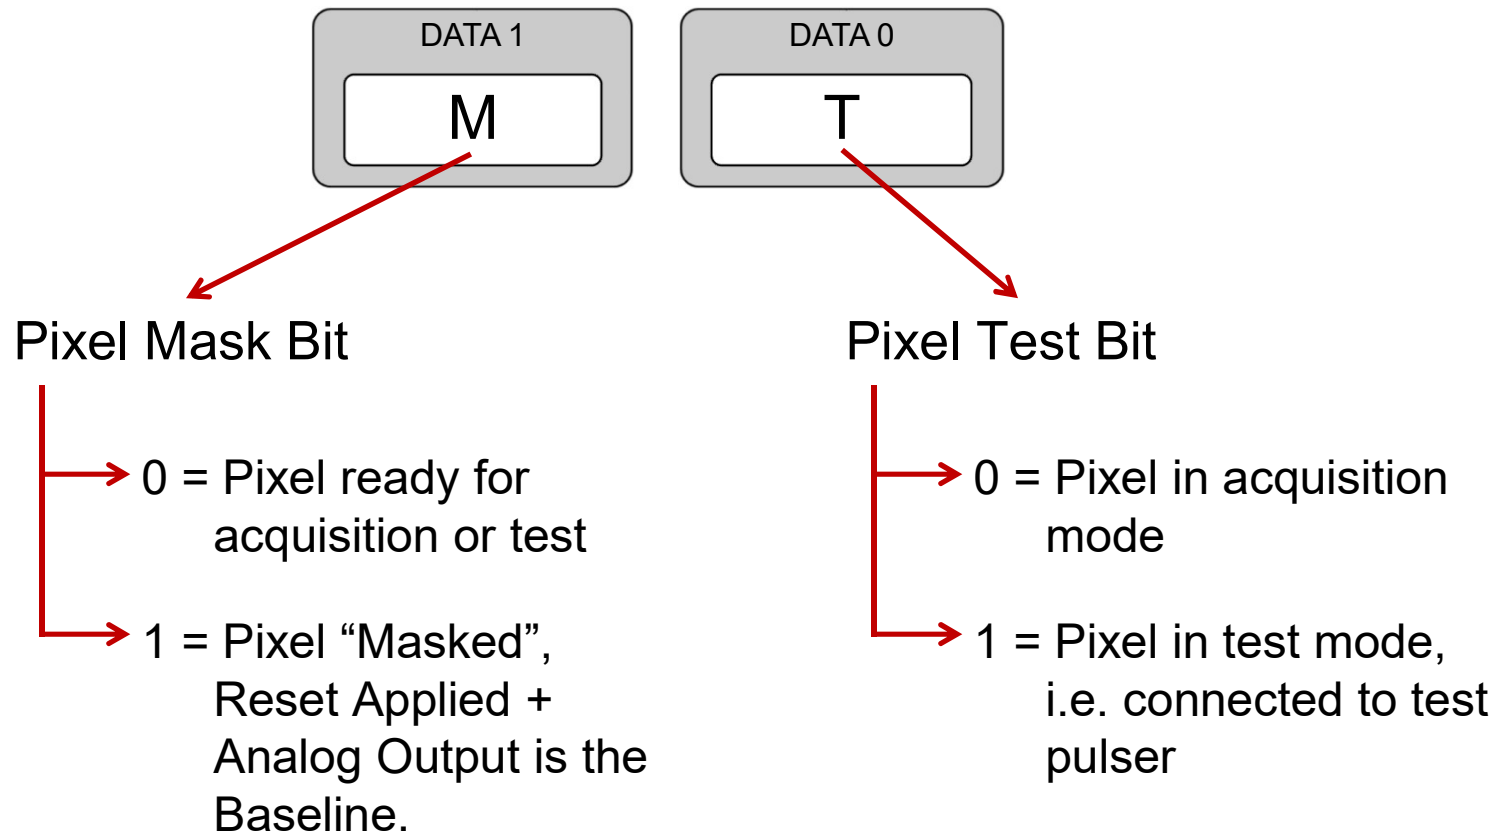 DATA 1
DATA 0
M
T
Pixel Mask Bit
0 = Pixel ready for
acquisition or test
1 = Pixel “Masked”,
Reset Applied +
Analog Output is the
Baseline.
Pixel Test Bit
0 = Pixel in acquisition
mode
1 = Pixel in test mode,
i.e. connected to test
pulser